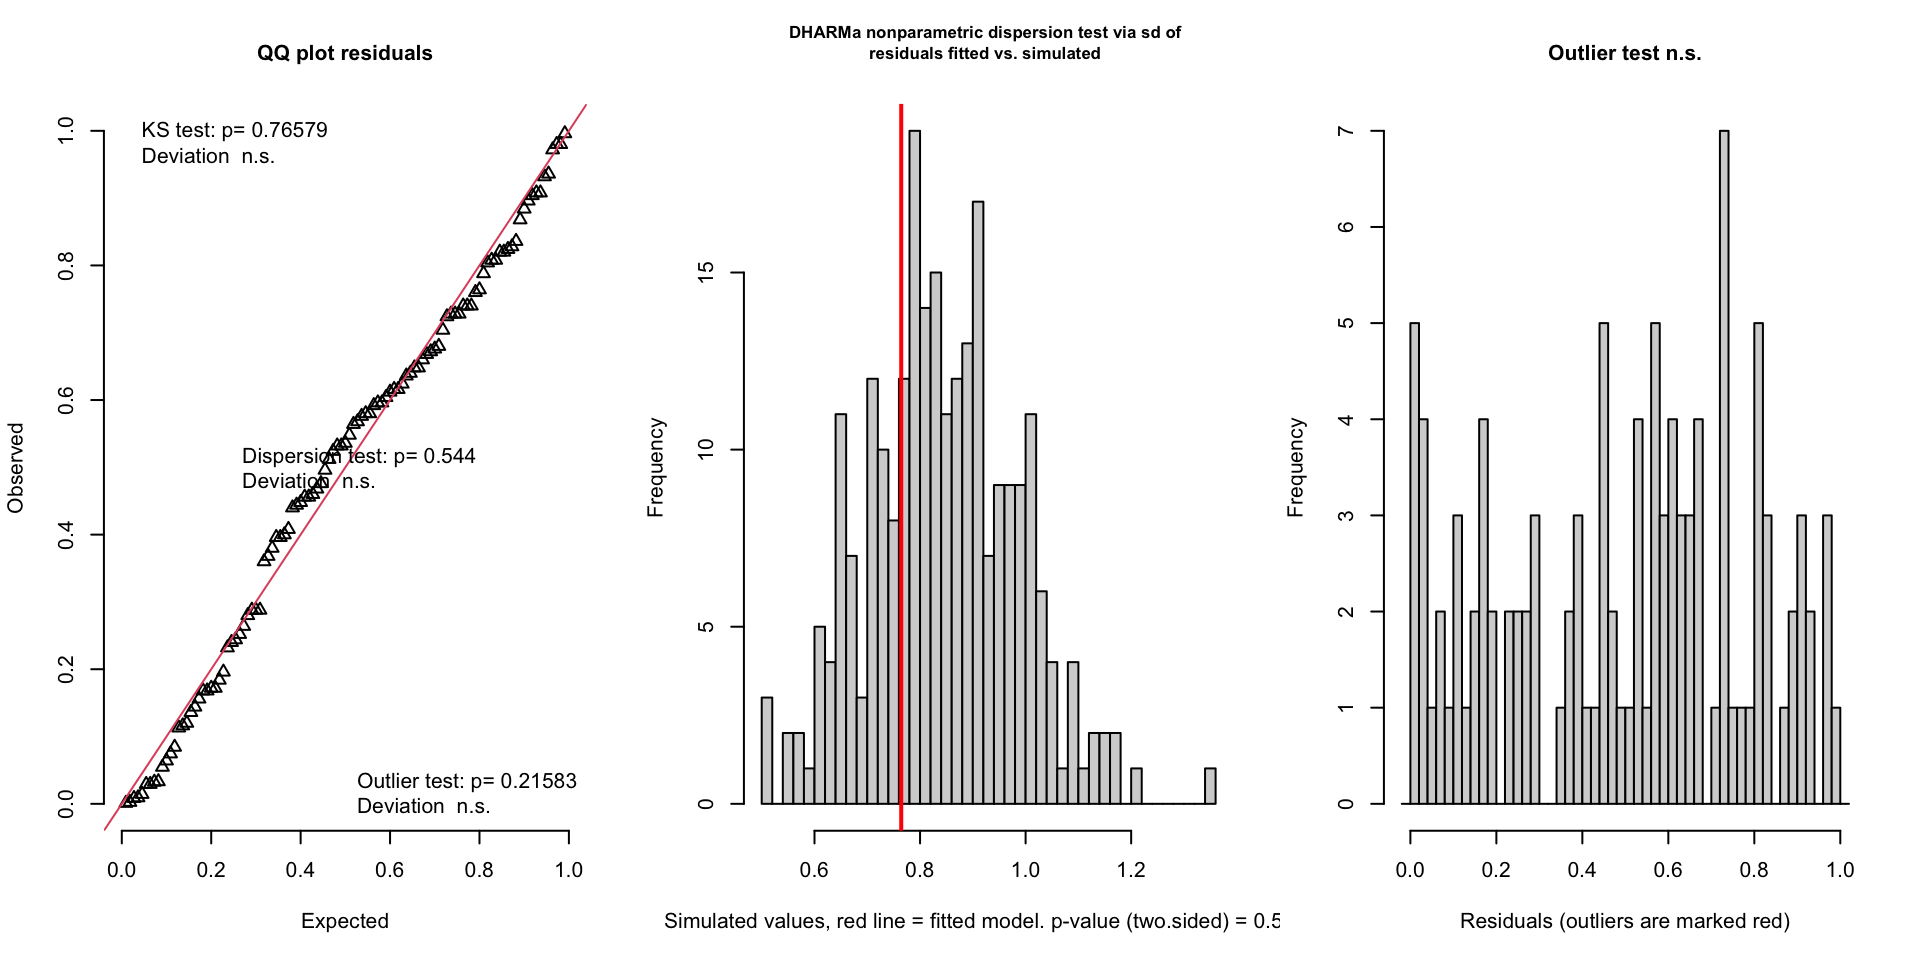 QQ plot residuals
KS test: p= 0.76579
Deviation  n.s.
Dispersion test: p= 0.544
Deviation  n.s.
Outlier test: p= 0.21583
Deviation  n.s.
Observed
0.0
0.2
0.4
0.6
0.8
1.0
0.0 0.2 0.4 0.6 0.8 1.0
Expected
DHARMa nonparametric dispersion test via sd of
residuals fitted vs. simulated
Frequency
0
5
10
15
0.6 0.8 1.0 1.2
Simulated values, red line = fitted model. p-value (two.sided) = 0.5
Outlier test n.s.
Frequency
0
1
2
3
4
5
6
7
0.0 0.2 0.4 0.6 0.8 1.0
Residuals (outliers are marked red)